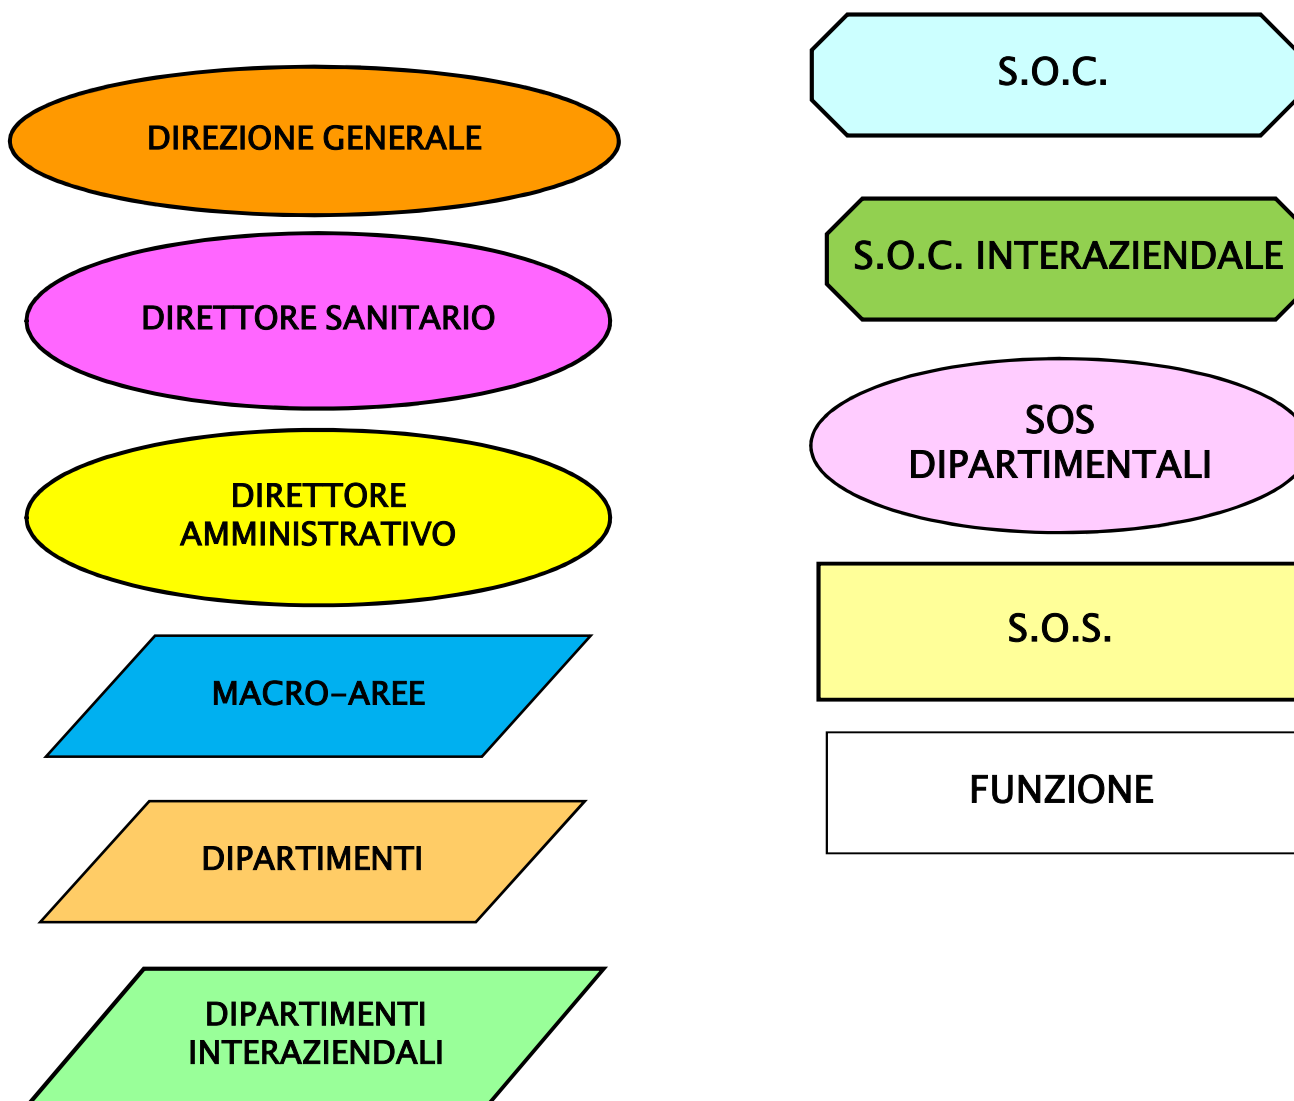 DIREZIONE GENERALE
DIRETTORE SANITARIO
DIRETTORE
AMMINISTRATIVO
MACRO-AREE
DIPARTIMENTI
DIPARTIMENTI
INTERAZIENDALI
S.O.C.
S.O.C. INTERAZIENDALE
SOS
DIPARTIMENTALI
S.O.S.
FUNZIONE